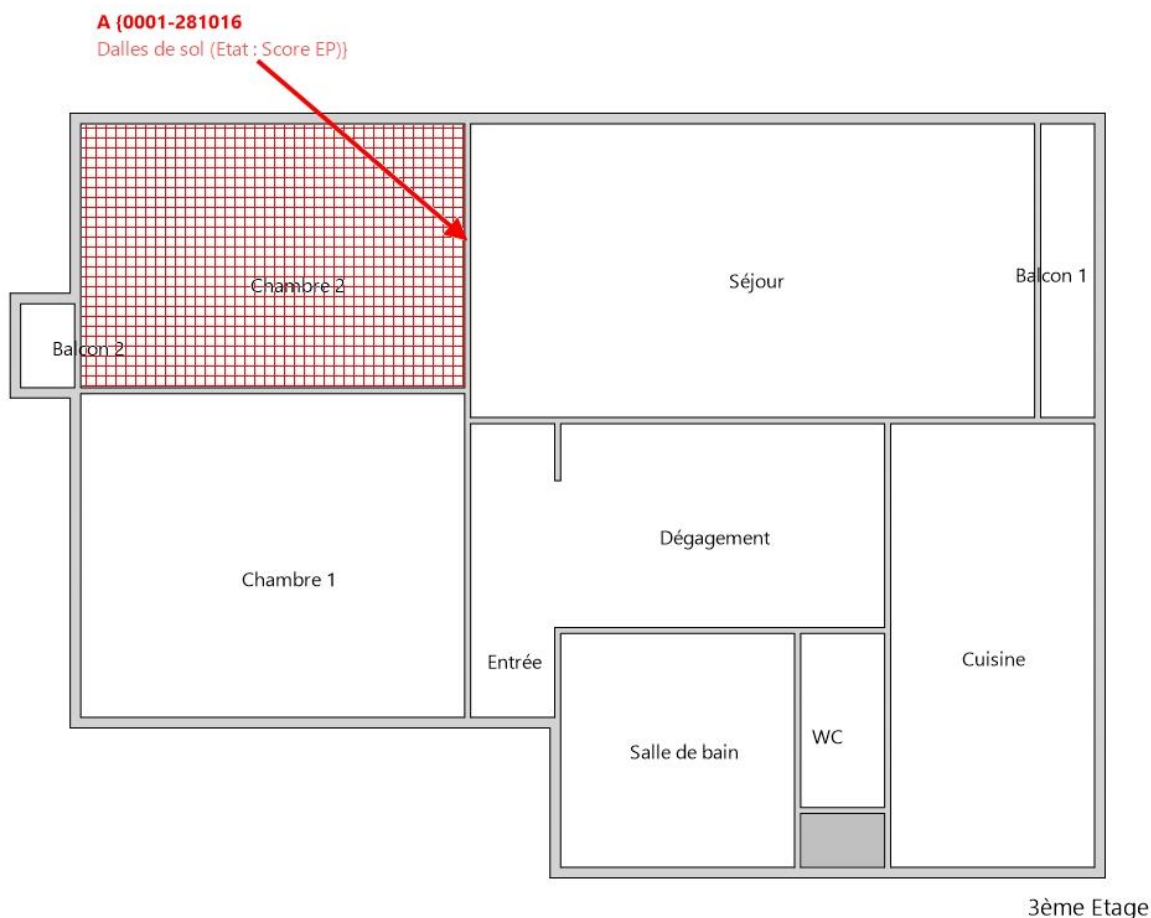 A {0001-281016
Dalles de sol (Etat : Score EP)}
Chambre 2
Séjour
Balcon 1
Balcon 2
Dégagement
Chambre 1
Entrée
Cuisine
WC
Salle de bain
3ème Etage